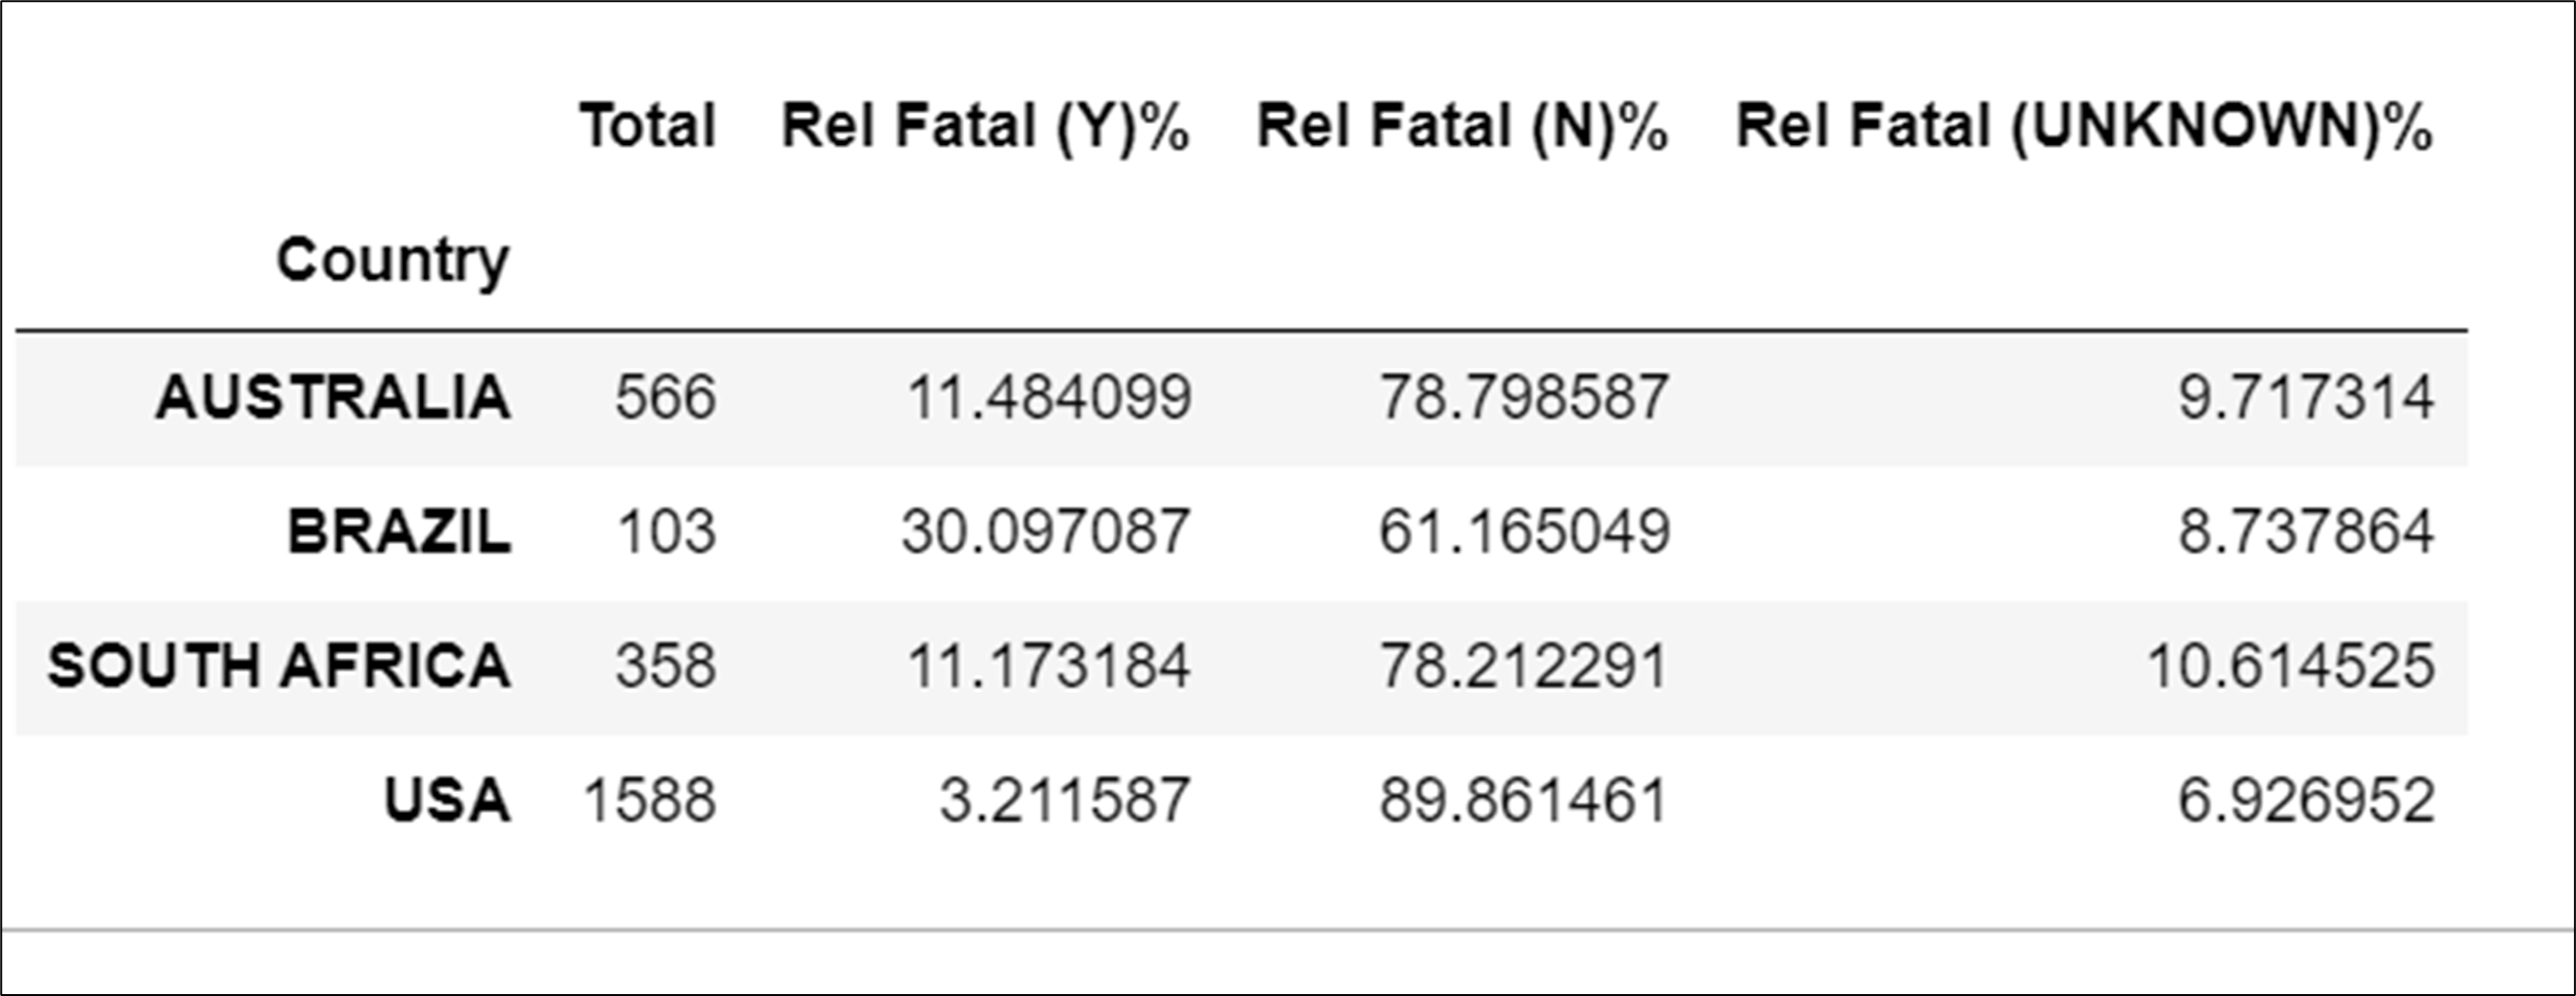 Total Rel Fatal (Y)% Rel Fatal (N)% Rel Fatal (UNKNOWN)%
Country
AUSTRALIA 566 11.484099 78.798587 9.717314
BRAZIL 103 30.097087 61.165049 8.737864
SOUTH AFRICA 358 11.173184 78.212291 10.614525
USA 1588 3.211587 89.861461 6.926952